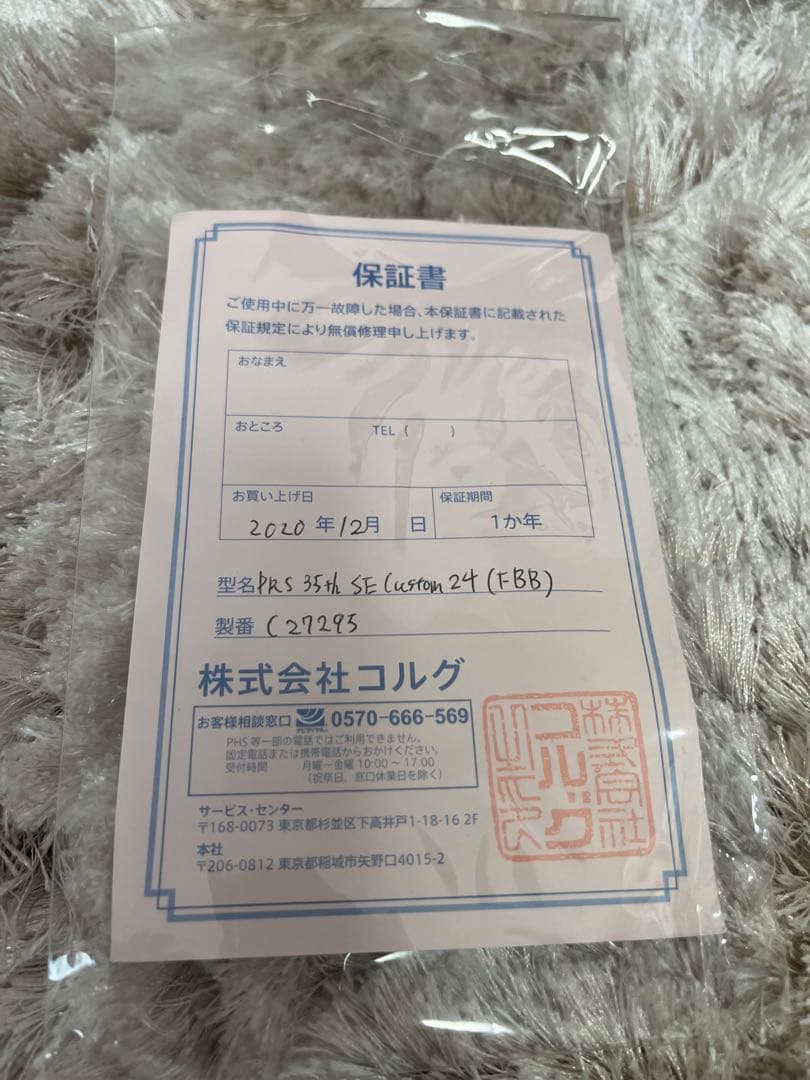 保証書
ご使用中に万一故障した場合、本保証書に記載された
保証規定により無償修理申し上げます。
おなまえ
おところ TEL ( )
お買い上げ日 保証期間
2020 年 12月 日 1か年
型名 PRS 35th SE Custom 24 (FBB)
製番 C27295
株式会社コルグ
お客様相談窓口 0570-666-569
PHS等一部の電話ではご利用できません。
固定電話または携帯電話からおかけください。
受付時間 月曜〜金曜 10:00〜17:00
(祝祭日、窓口休業日を除く)
サービス・センター
〒168-0073 東京都杉並区下高井戸1-18-16 2F
本社
〒206-0812 東京都稲城市矢野口4015-2
株式会社
コルグ